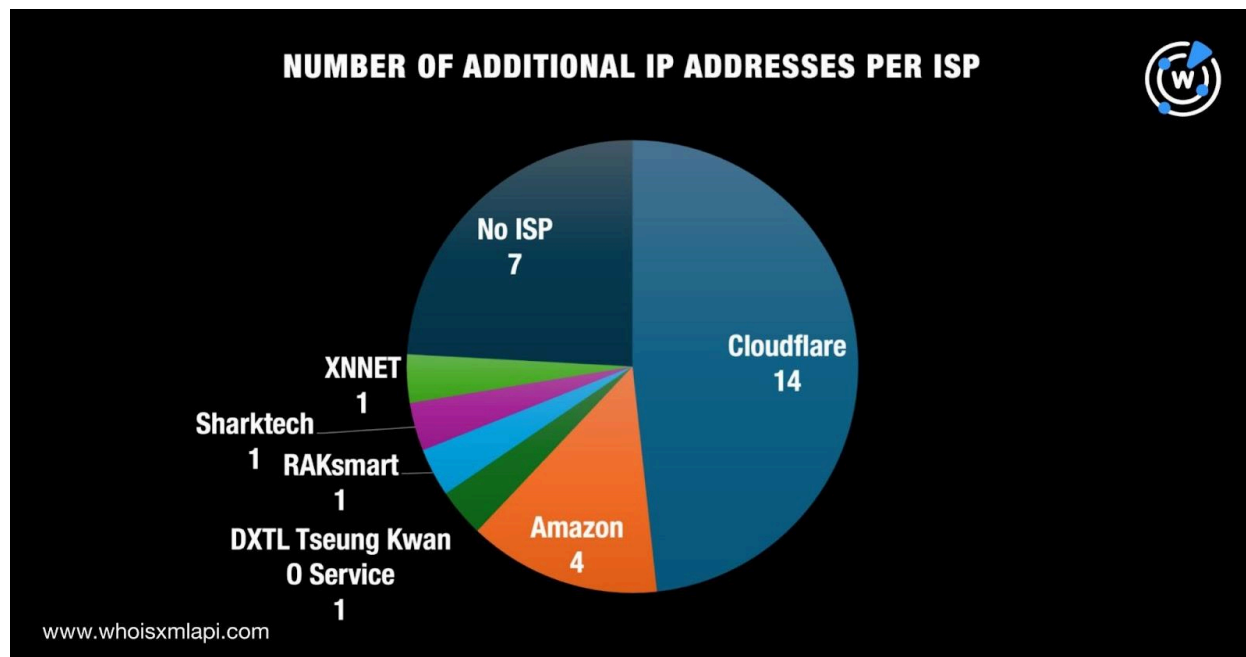 NUMBER OF ADDITIONAL IP ADDRESSES PER ISP
W
No ISP
7
Cloudflare
14
XNNET
1
Sharktech
1
RAKsmart
1
DXTL Tseung Kwan
O Service
1
Amazon
4
www.whoisxmlapi.com